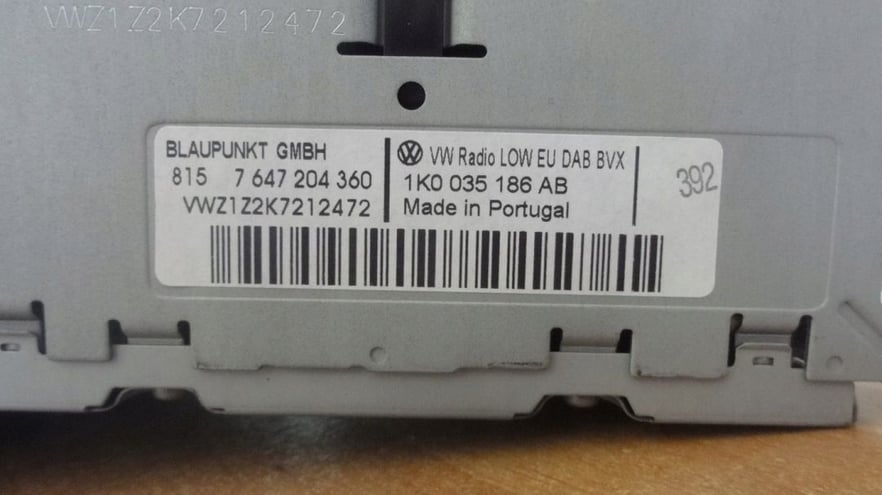 VWZ1Z2K7212472
BLAUPUNKT GMBH
815 7 647 204 360
VWZ1Z2K7212472
VW Radio LOW EU DAB BVX
1K0 035 186 AB
Made in Portugal
392